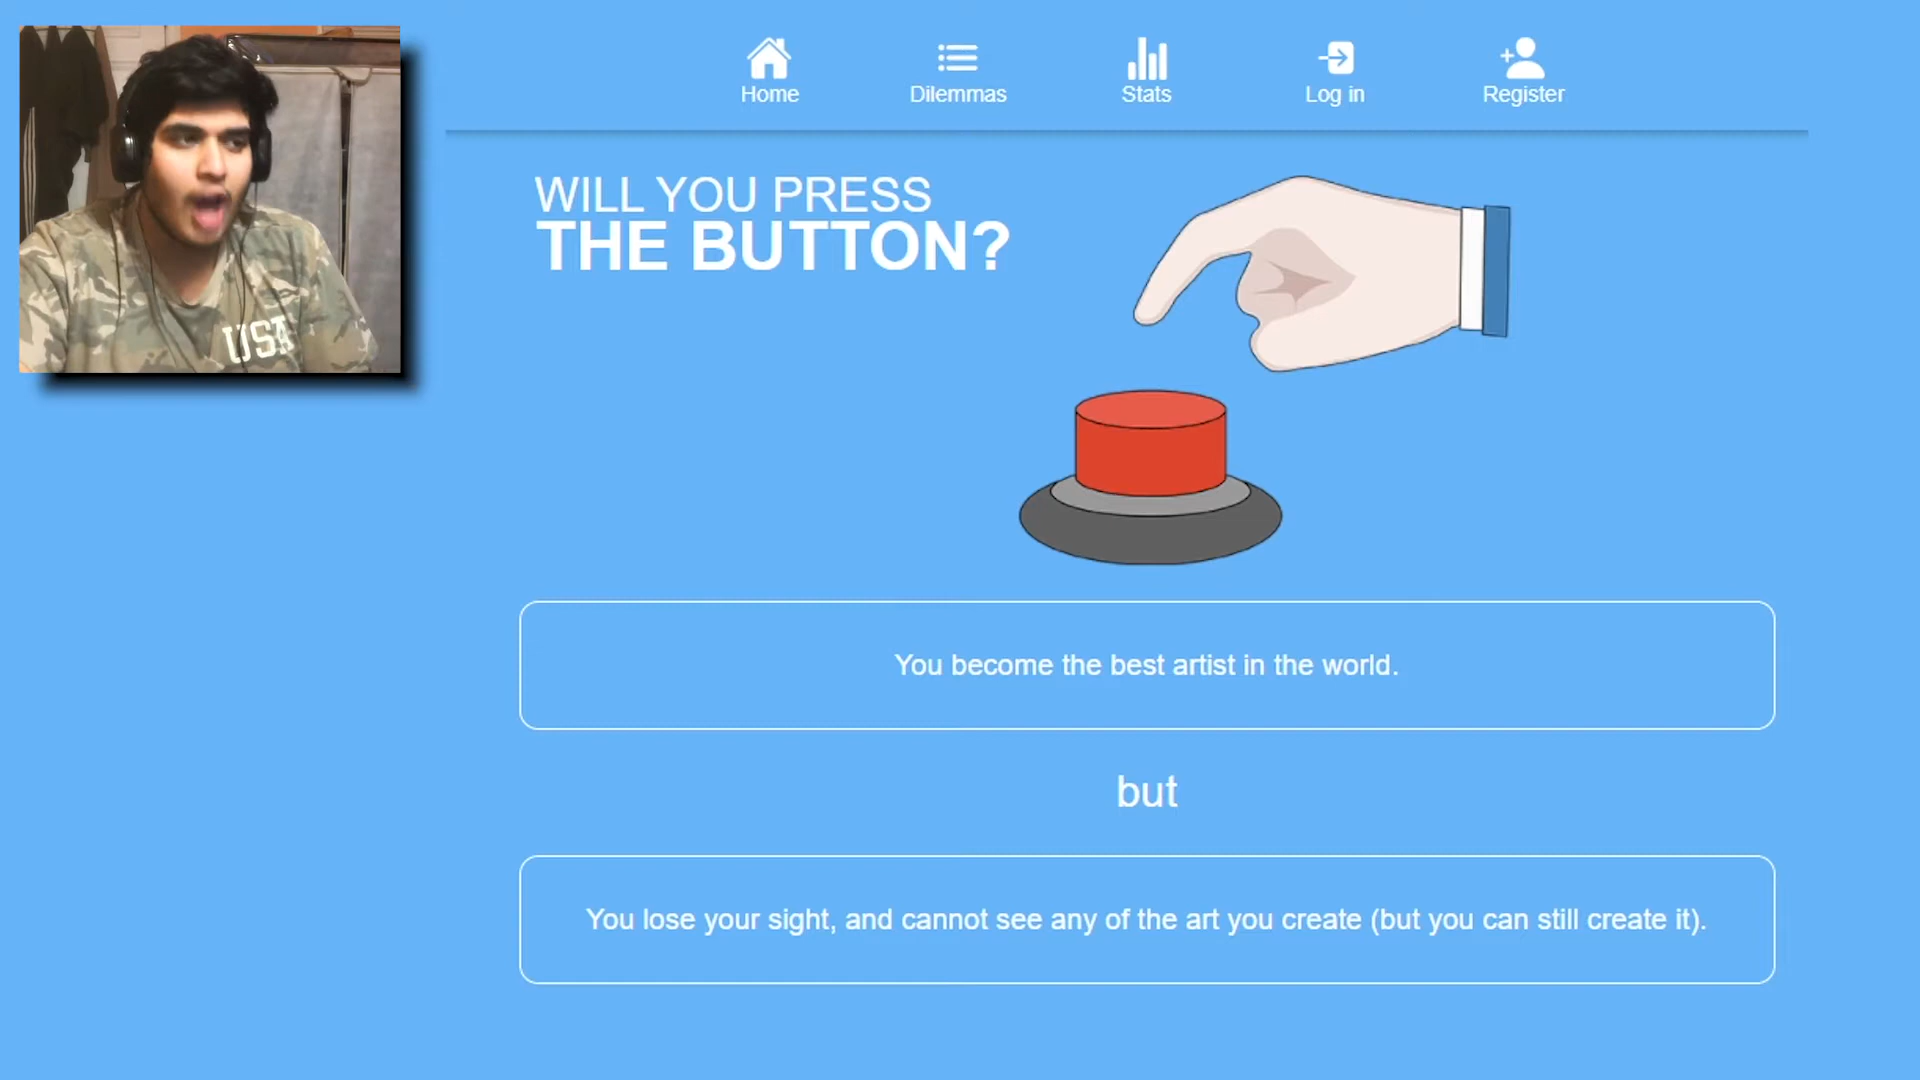 Home
Dilemmas
Stats
Log in
Register
WILL YOU PRESS
THE BUTTON?
USA
You become the best artist in the world.
but
You lose your sight, and cannot see any of the art you create (but you can still create it).